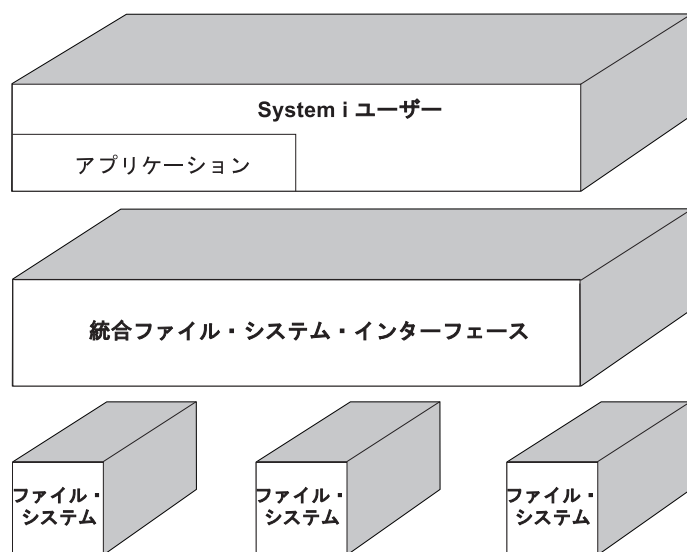 System i ユーザー
アプリケーション
統合ファイル・システム・インターフェース
ファイル・
システム
ファイル・
システム
ファイル・
システム